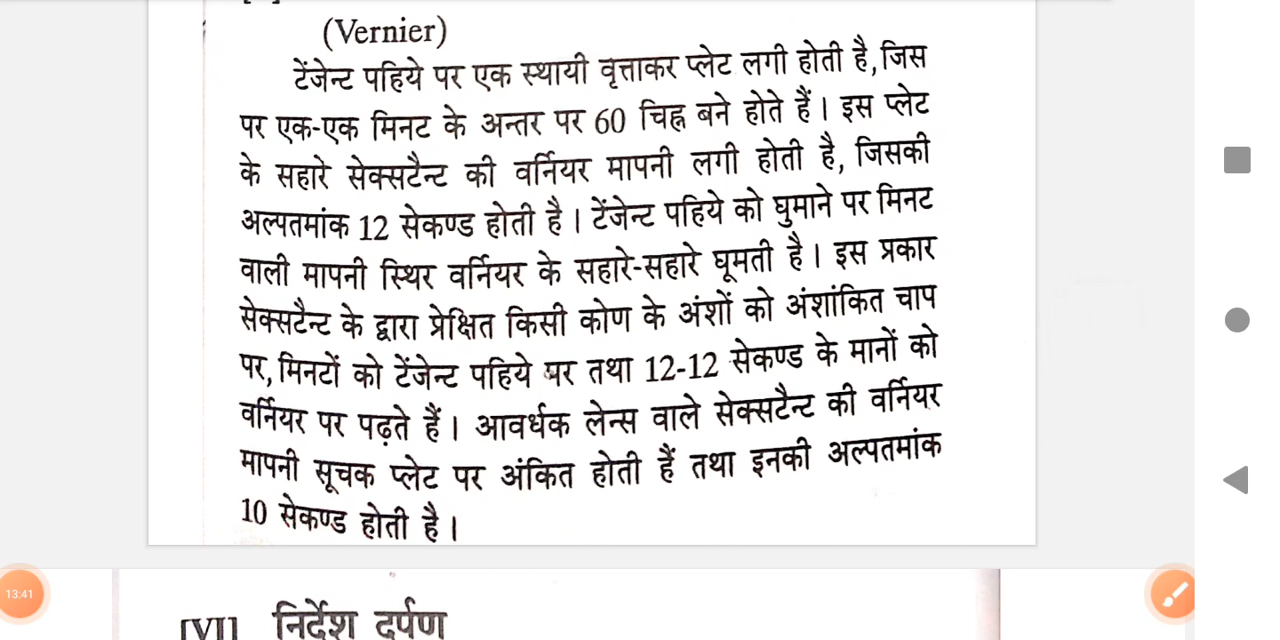 (Vernier)
टेंजेन्ट पहिये पर एक स्थायी वृत्ताकर प्लेट लगी होती है, जिस
पर एक-एक मिनट के अन्तर पर 60 चिह्न बने होते हैं। इस प्लेट
के सहारे सेक्सटैन्ट की वर्नियर मापनी लगी होती है, जिसकी
अल्पतमांक 12 सेकण्ड होती है। टेंजेन्ट पहिये को घुमाने पर मिनट
वाली मापनी स्थिर वर्नियर के सहारे-सहारे घूमती है। इस प्रकार
सेक्सटैन्ट के द्वारा प्रेक्षित किसी कोण के अंशों को अंशांकित चाप
पर, मिनटों को टेंजेन्ट पहिये पर तथा 12-12 सेकण्ड के मानों को
वर्नियर पर पढ़ते हैं। आवर्धक लेन्स वाले सेक्सटैन्ट की वर्नियर
मापनी सूचक प्लेट पर अंकित होती हैं तथा इनकी अल्पतमांक
10 सेकण्ड होती है।
13:41
[VI] निर्देश दर्पण